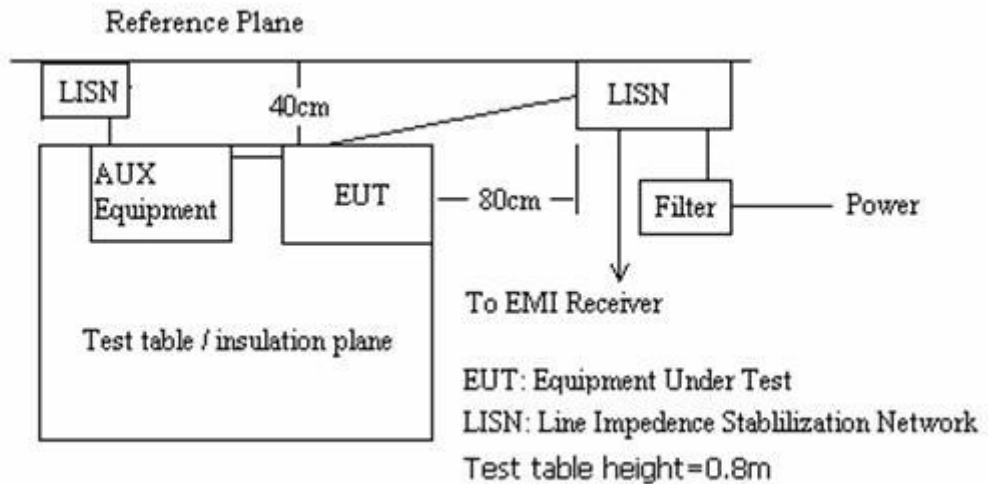 Reference Plane
LISN
40cm
LISN
AUX
Equipment
EUT
80cm
Filter
Power
To EMI Receiver
Test table / insulation plane
EUT: Equipment Under Test
LISN: Line Impedence Stablilization Network
Test table height=0.8m